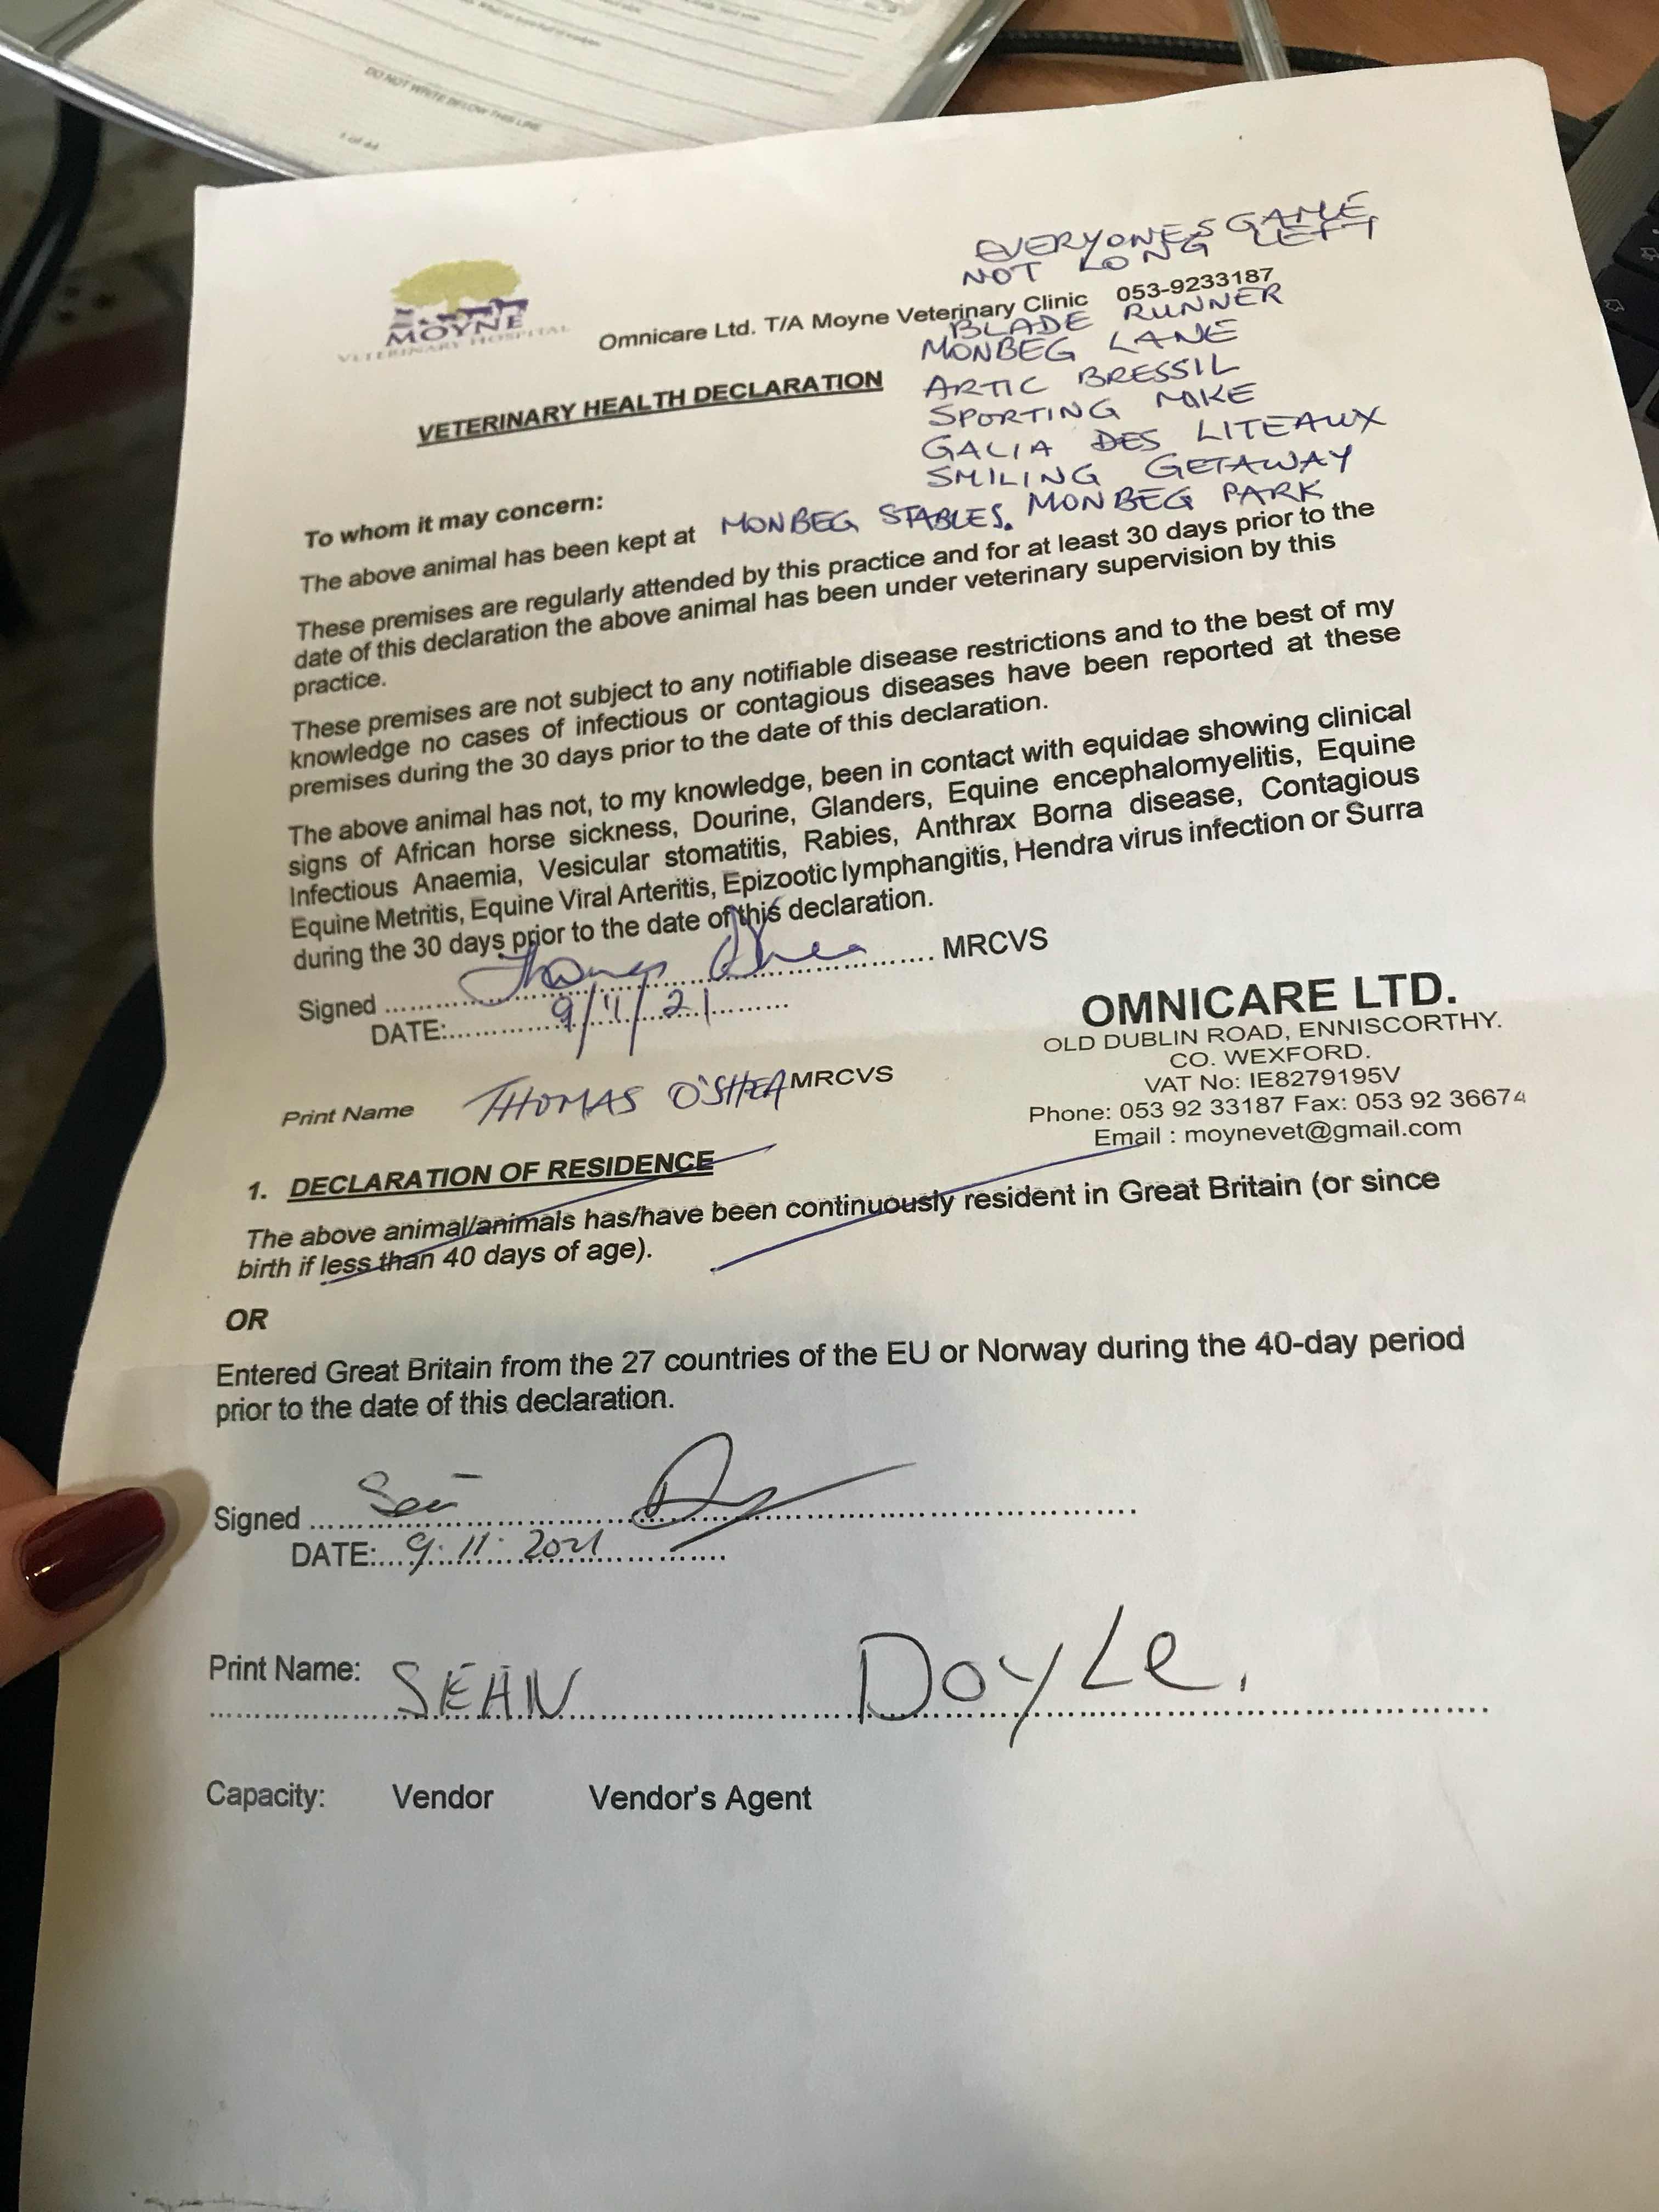 DO NOT WRITE BELOW THIS LINE
1 of 44
EVERYONES GAME
NOT LONG LEFT
MOYNE
VETERINARY HOSPITAL
Omnicare Ltd. T/A Moyne Veterinary Clinic 053-9233187
BLADE RUNNER
MONBEG LANE
VETERINARY HEALTH DECLARATION
ARTIC BRESSIL
SPORTING MIKE
GALIA DES LITEAUX
SMILING GETAWAY
To whom it may concern:
The above animal has been kept at MONBEG STABLES. MONBEG PARK
These premises are regularly attended by this practice and for at least 30 days prior to the
date of this declaration the above animal has been under veterinary supervision by this
practice.
These premises are not subject to any notifiable disease restrictions and to the best of my
knowledge no cases of infectious or contagious diseases have been reported at these
premises during the 30 days prior to the date of this declaration.
The above animal has not, to my knowledge, been in contact with equidae showing clinical
signs of African horse sickness, Dourine, Glanders, Equine encephalomyelitis, Equine
Infectious Anaemia, Vesicular stomatitis, Rabies, Anthrax Borna disease, Contagious
Equine Metritis, Equine Viral Arteritis, Epizootic lymphangitis, Hendra virus infection or Surra
during the 30 days prior to the date of this declaration.
Signed Thomas O'Shea MRCVS
DATE: 9/11/21
Print Name THOMAS O'SHEA MRCVS
OMNICARE LTD.
OLD DUBLIN ROAD, ENNISCORTHY.
CO. WEXFORD.
VAT No: IE8279195V
Phone: 053 92 33187 Fax: 053 92 36674
Email : moynevet@gmail.com
1. DECLARATION OF RESIDENCE
The above animal/animals has/have been continuously resident in Great Britain (or since
birth if less than 40 days of age).
OR
Entered Great Britain from the 27 countries of the EU or Norway during the 40-day period
prior to the date of this declaration.
Signed Seán
DATE: 9.11.2021
Print Name: SEAN DOYLE.
Capacity: Vendor Vendor's Agent